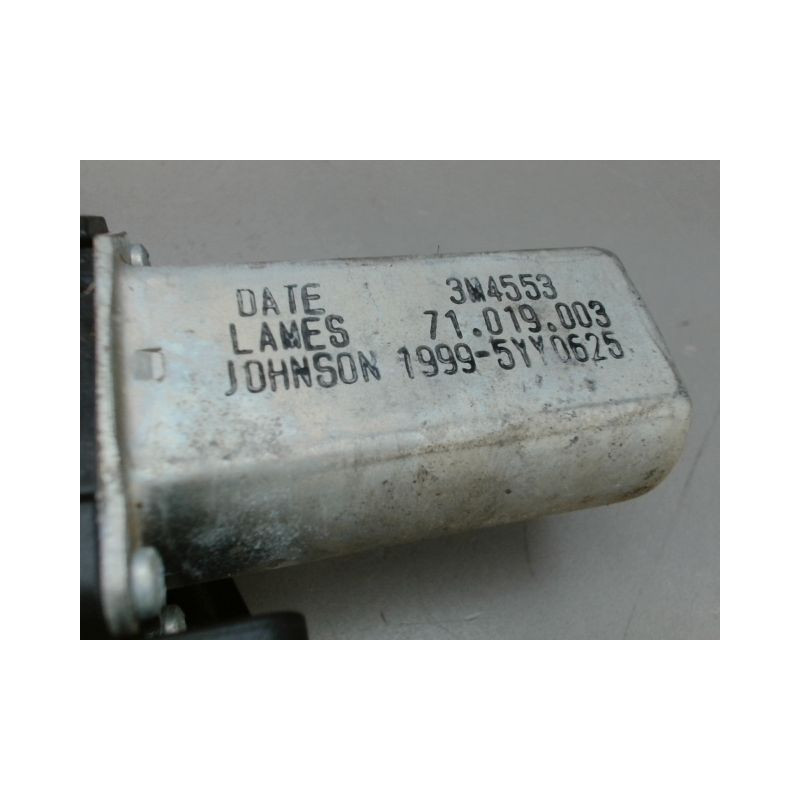 DATE 3M4553
LAMES 71.019.003
JOHNSON 1999-5YY0625